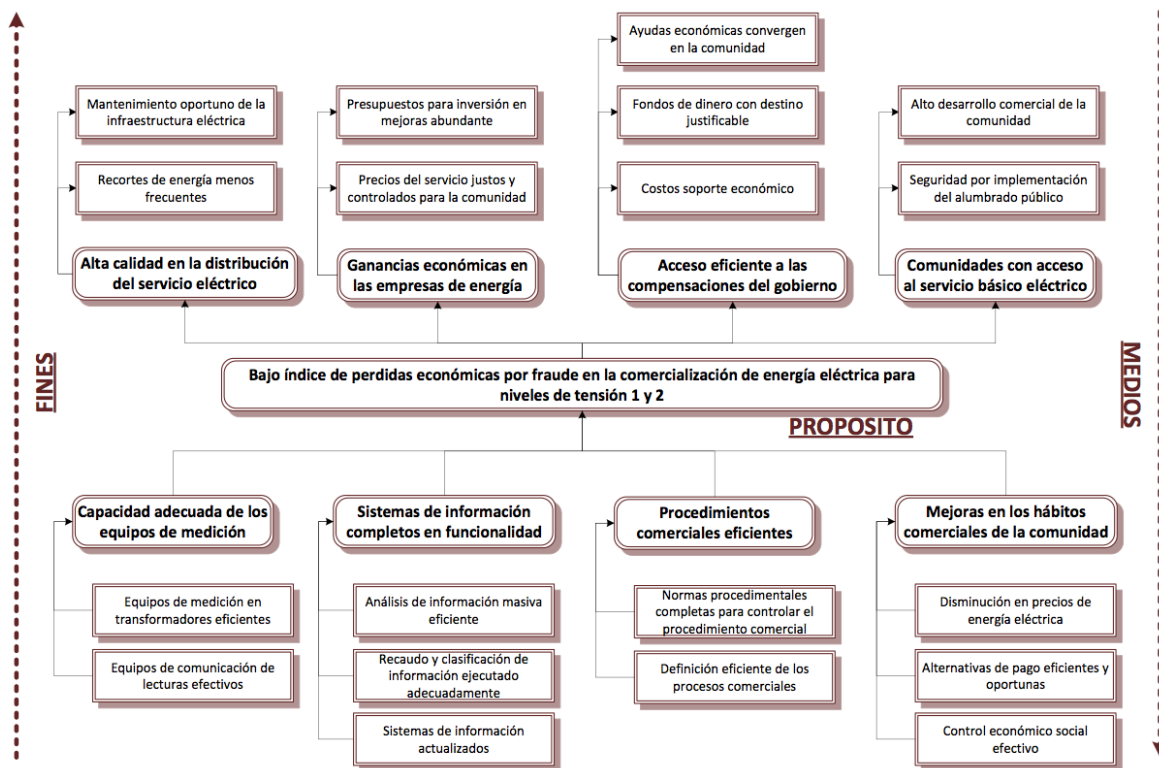 Ayudas económicas convergen
en la comunidad
Mantenimiento oportuno de la
infraestructura eléctrica
Presupuestos para inversión en
mejoras abundante
Fondos de dinero con destino
justificable
Alto desarrollo comercial de la
comunidad
Recortes de energía menos
frecuentes
Precios del servicio justos y
controlados para la comunidad
Costos soporte económico
Seguridad por implementación
del alumbrado público
Alta calidad en la distribución
del servicio eléctrico
Ganancias económicas en
las empresas de energía
Acceso eficiente a las
compensaciones del gobierno
Comunidades con acceso
al servicio básico eléctrico
FINES
Bajo índice de perdidas económicas por fraude en la comercialización de energía eléctrica para
niveles de tensión 1 y 2
MEDIOS
PROPOSITO
Capacidad adecuada de los
equipos de medición
Sistemas de información
completos en funcionalidad
Procedimientos
comerciales eficientes
Mejoras en los hábitos
comerciales de la comunidad
Equipos de medición en
transformadores eficientes
Análisis de información masiva
eficiente
Normas procedimentales
completas para controlar el
procedimiento comercial
Disminución en precios de
energía eléctrica
Equipos de comunicación de
lecturas efectivos
Recaudo y clasificación de
información ejecutado
adecuadamente
Definición eficiente de los
procesos comerciales
Alternativas de pago eficientes y
oportunas
Sistemas de información
actualizados
Control económico social
efectivo